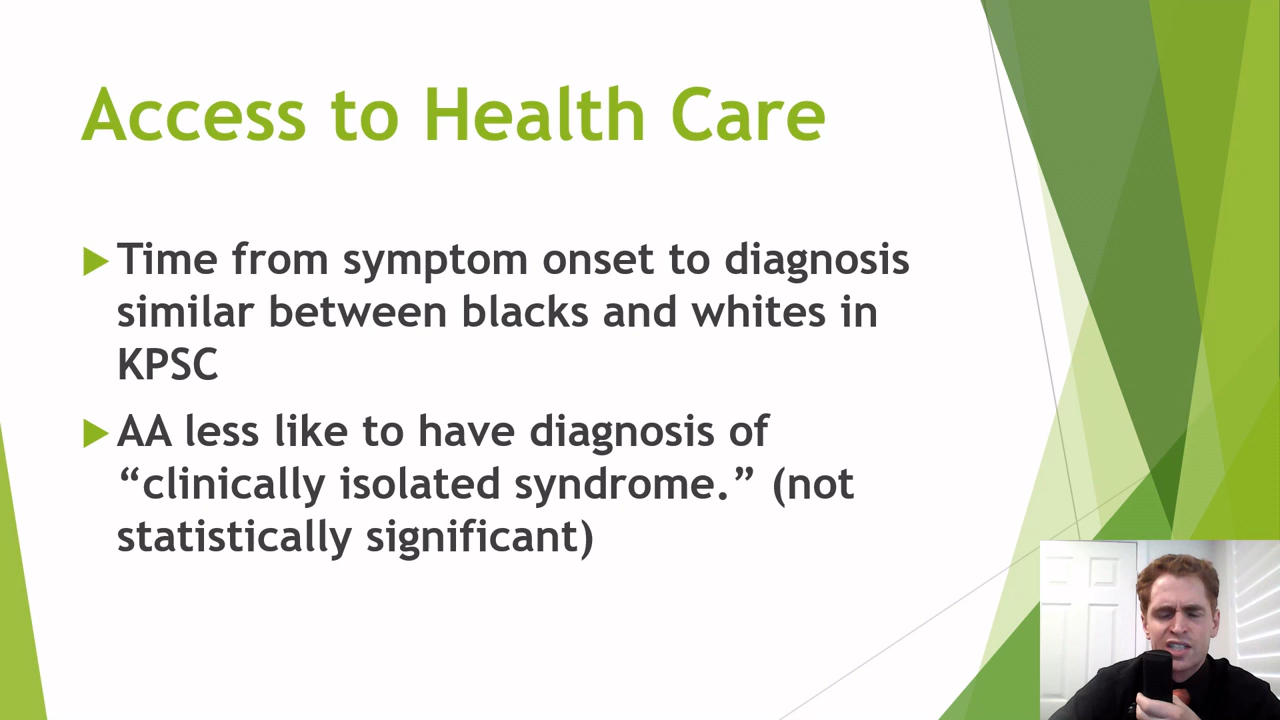 Access to Health Care
Time from symptom onset to diagnosis
similar between blacks and whites in
KPSC
AA less like to have diagnosis of
“clinically isolated syndrome.” (not
statistically significant)